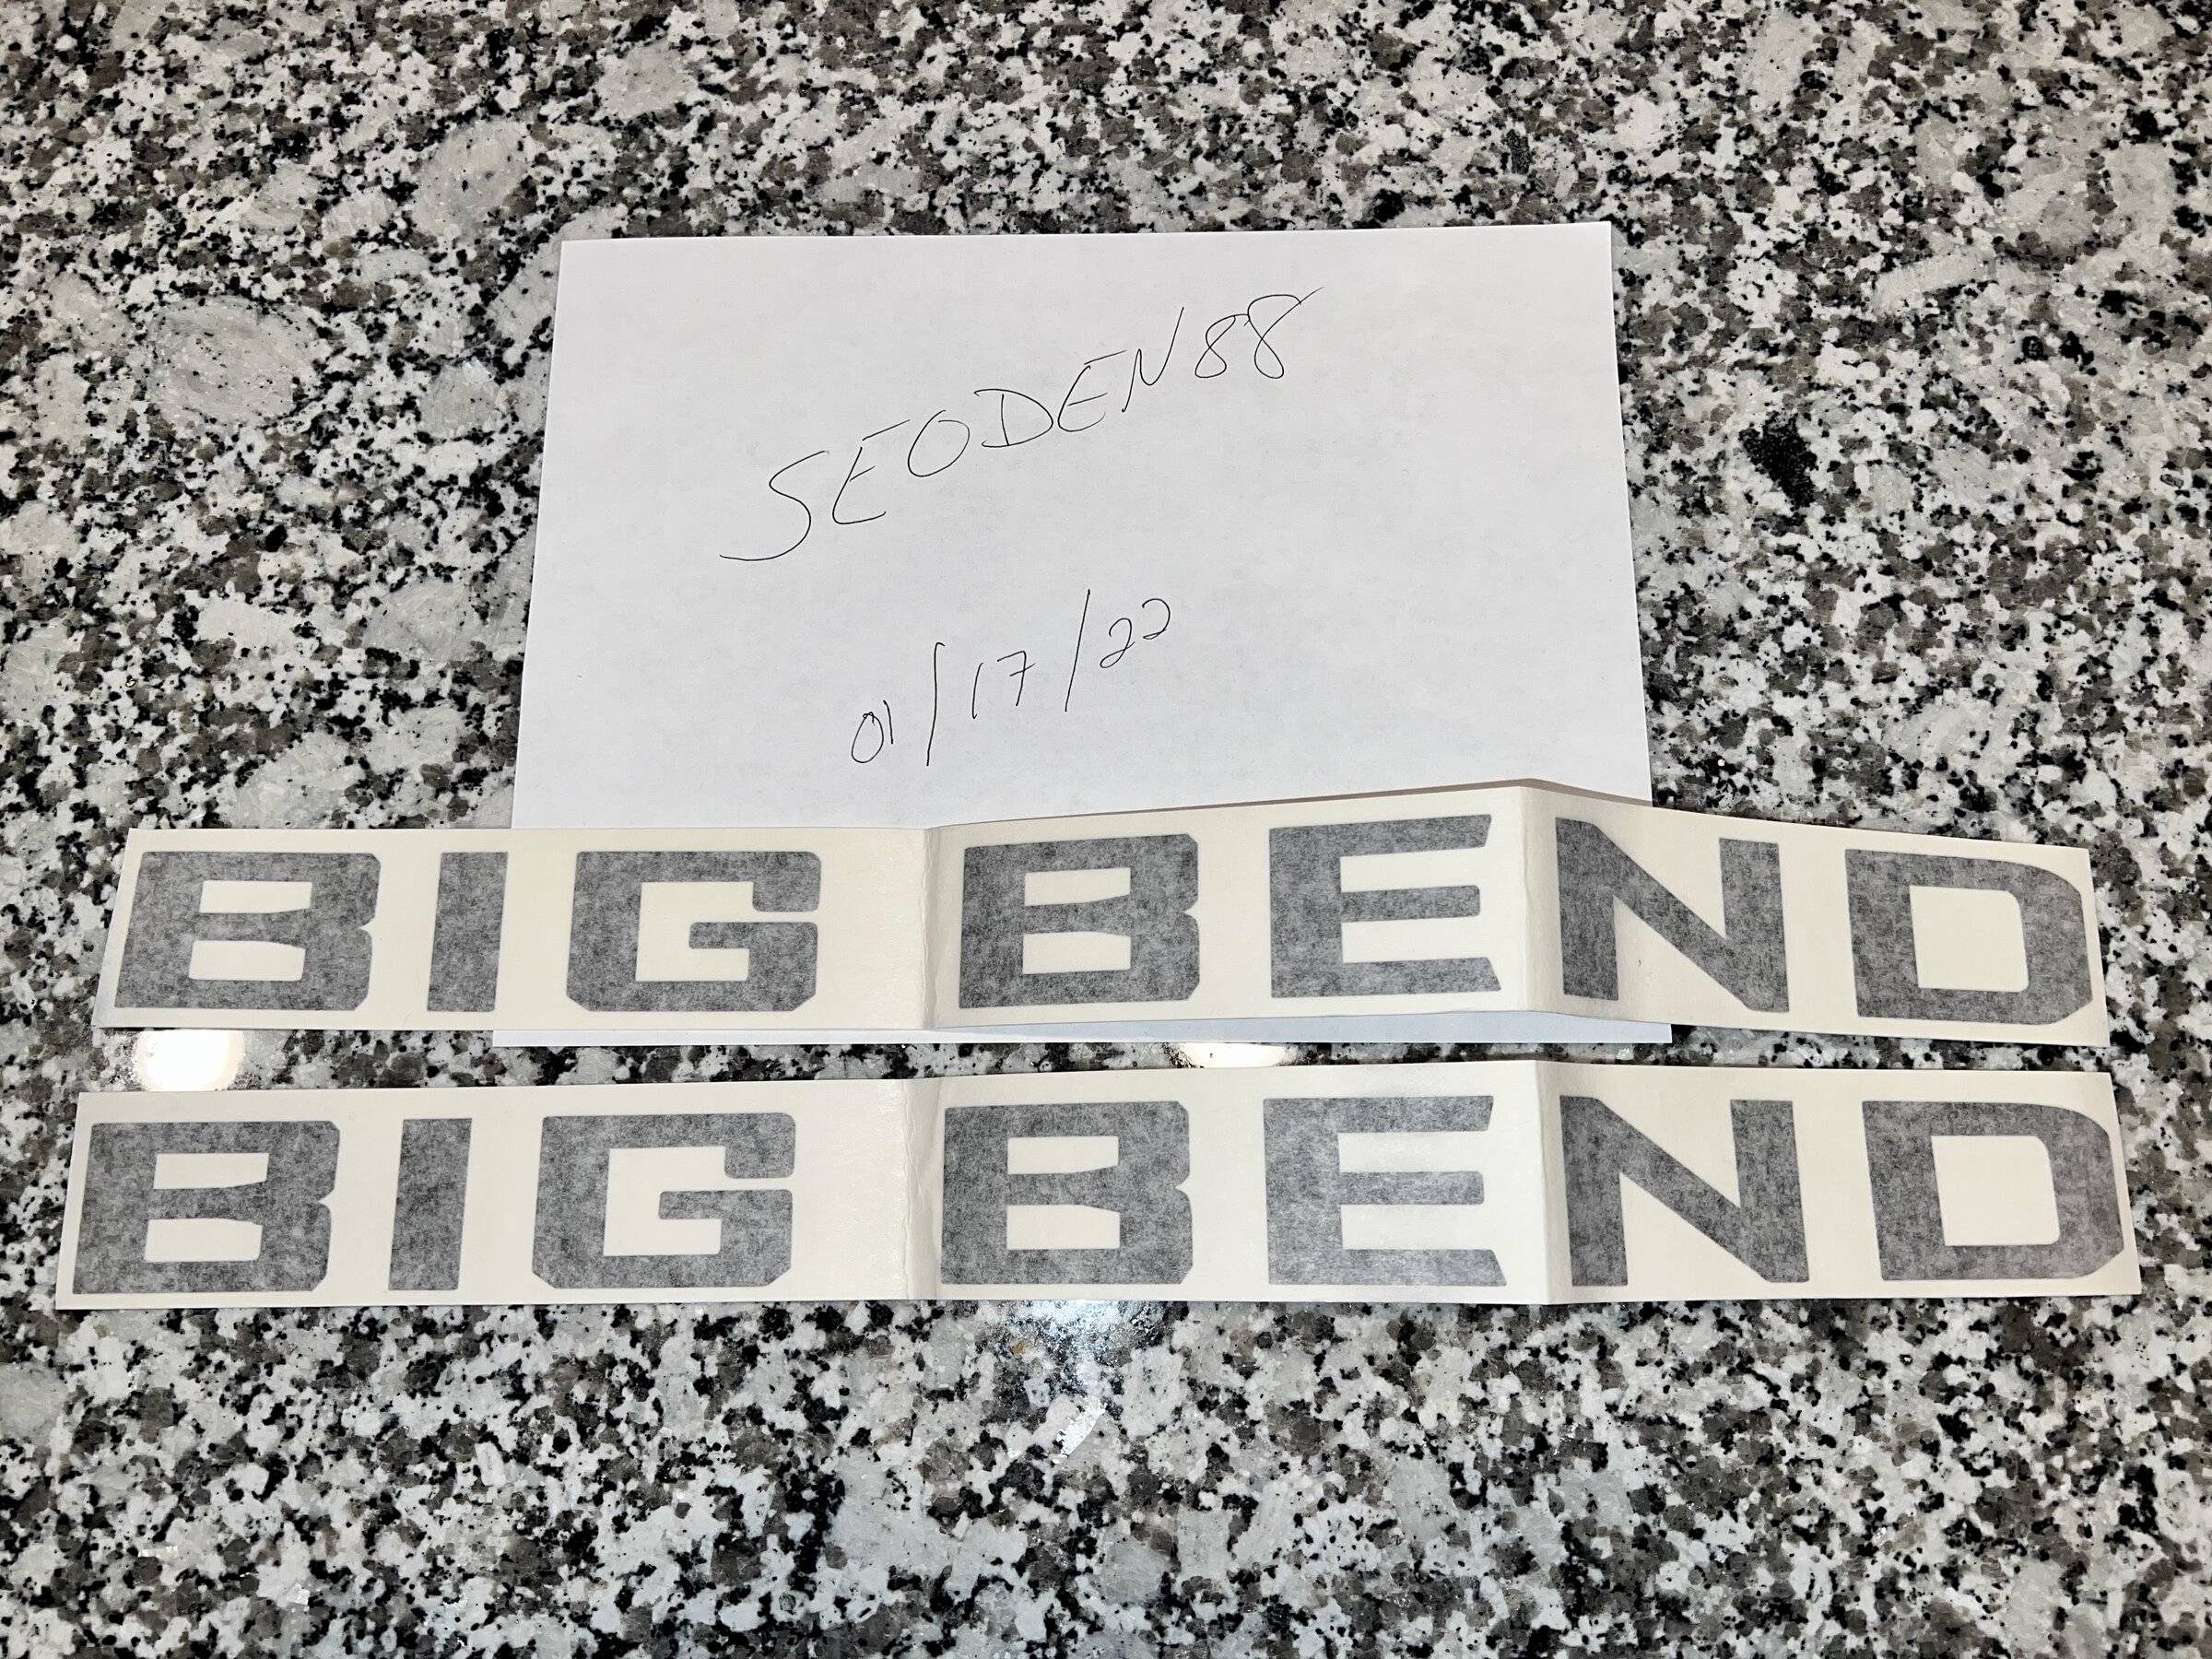 SEODEN88
01/17/22
BIG BEND
BIG BEND